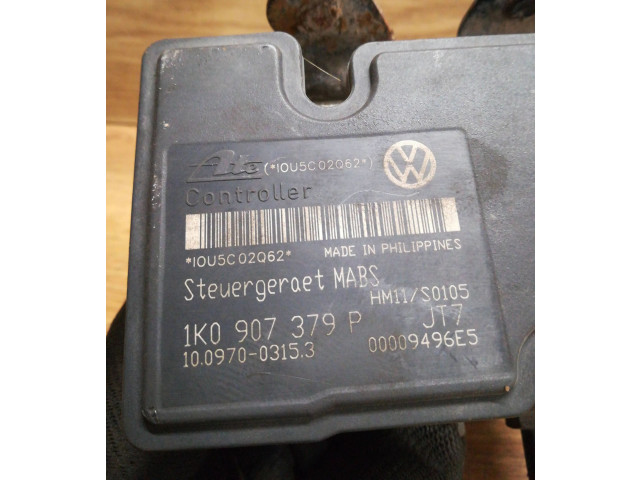 Ate (*IOU5C02Q62*)
Controller
*IOU5C02Q62* MADE IN PHILIPPINES
Steuergeraet MABS
HM11/S0105
1K0 907 379 P JT7
10.0970-0315.3 00009496E5